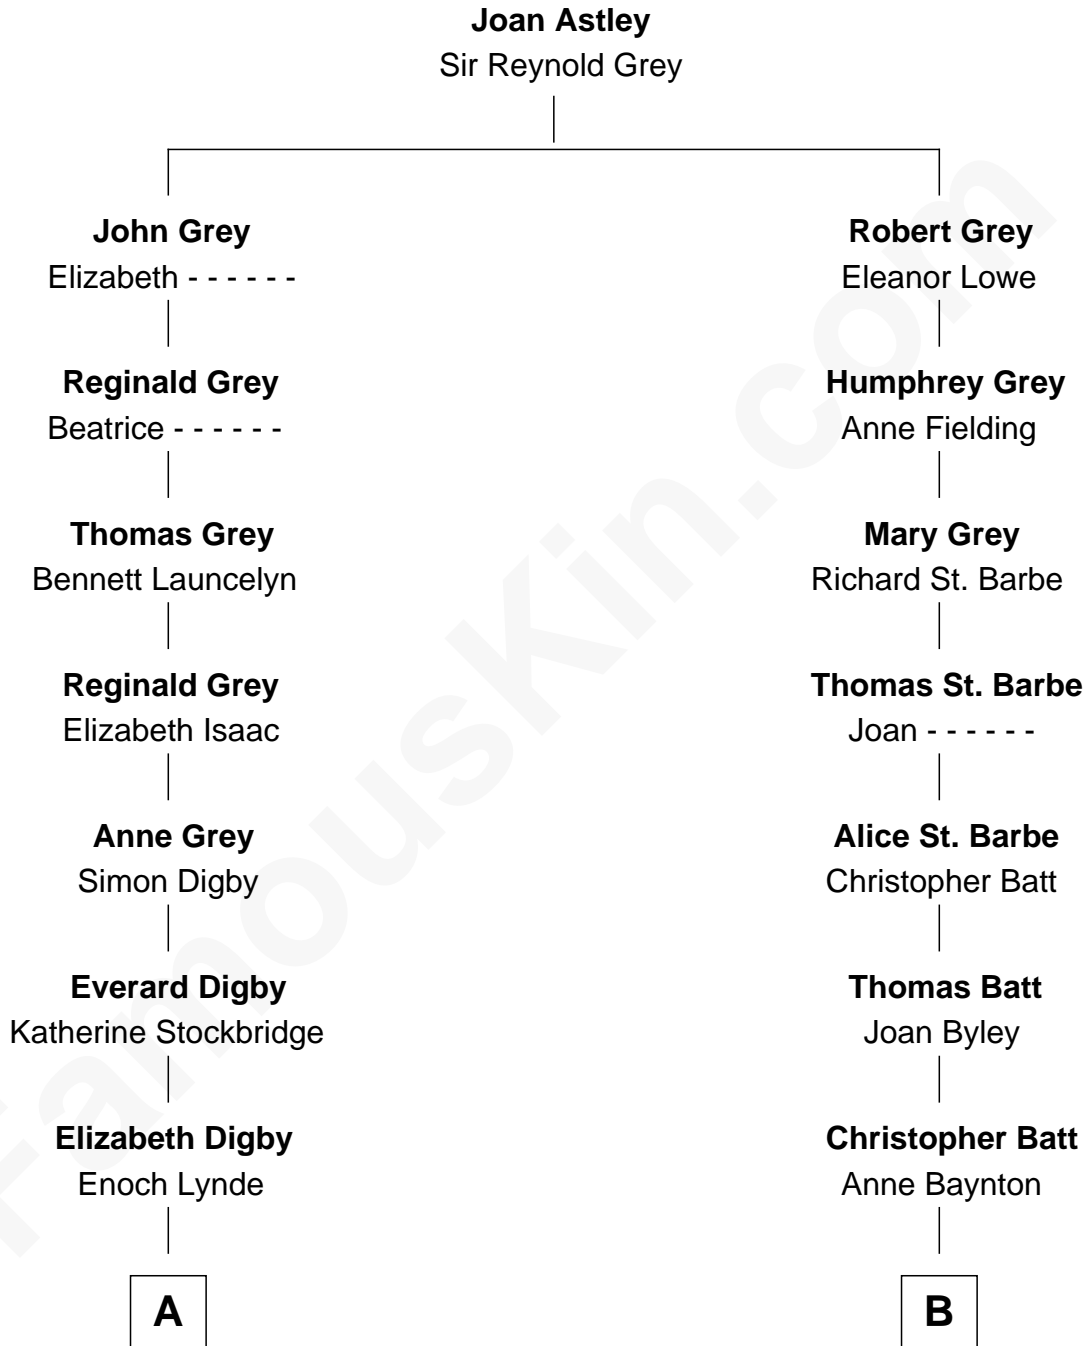 Joan Astley
Sir Reynold Grey
John Grey
Elizabeth - - - - - -
Robert Grey
Eleanor Lowe
Reginald Grey
Beatrice - - - - - -
Humphrey Grey
Anne Fielding
Thomas Grey
Bennett Launcelyn
Mary Grey
Richard St. Barbe
Reginald Grey
Elizabeth Isaac
Thomas St. Barbe
Joan - - - - - -
Anne Grey
Simon Digby
Alice St. Barbe
Christopher Batt
Everard Digby
Katherine Stockbridge
Thomas Batt
Joan Byley
Elizabeth Digby
Enoch Lynde
Christopher Batt
Anne Baynton
A
B
FamousKin.com